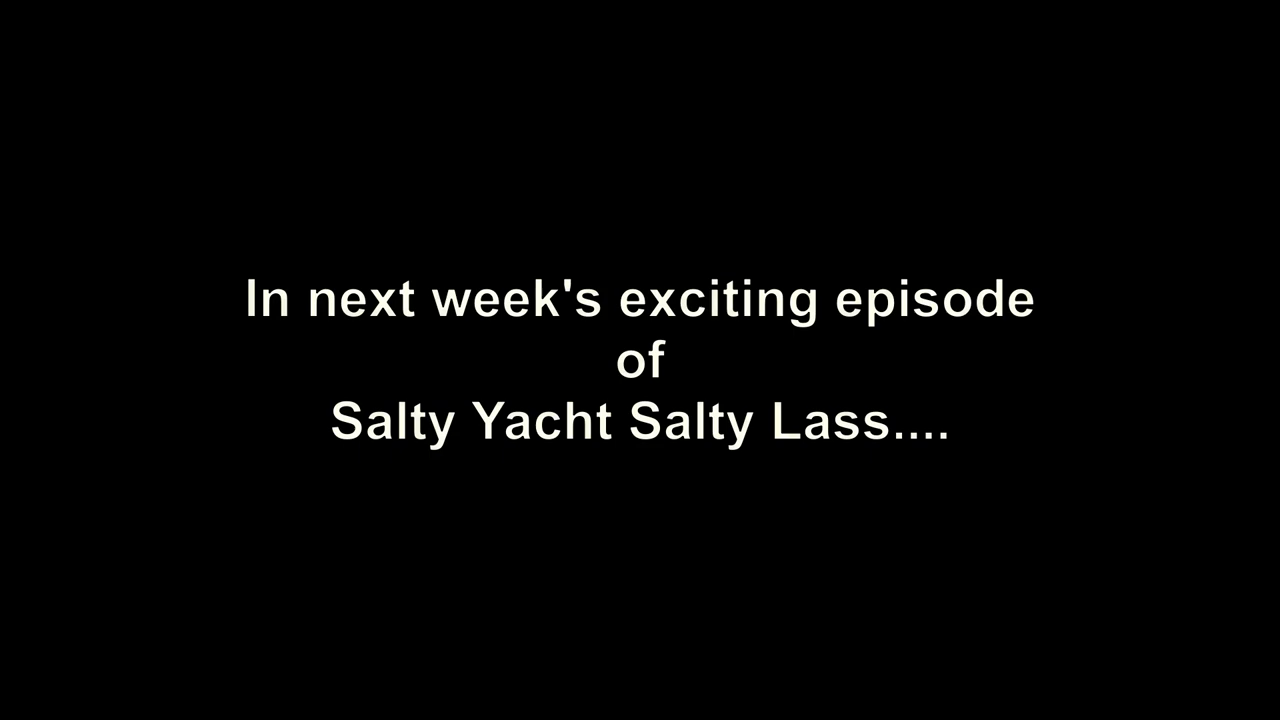 In next week's exciting episode
of
Salty Yacht Salty Lass....